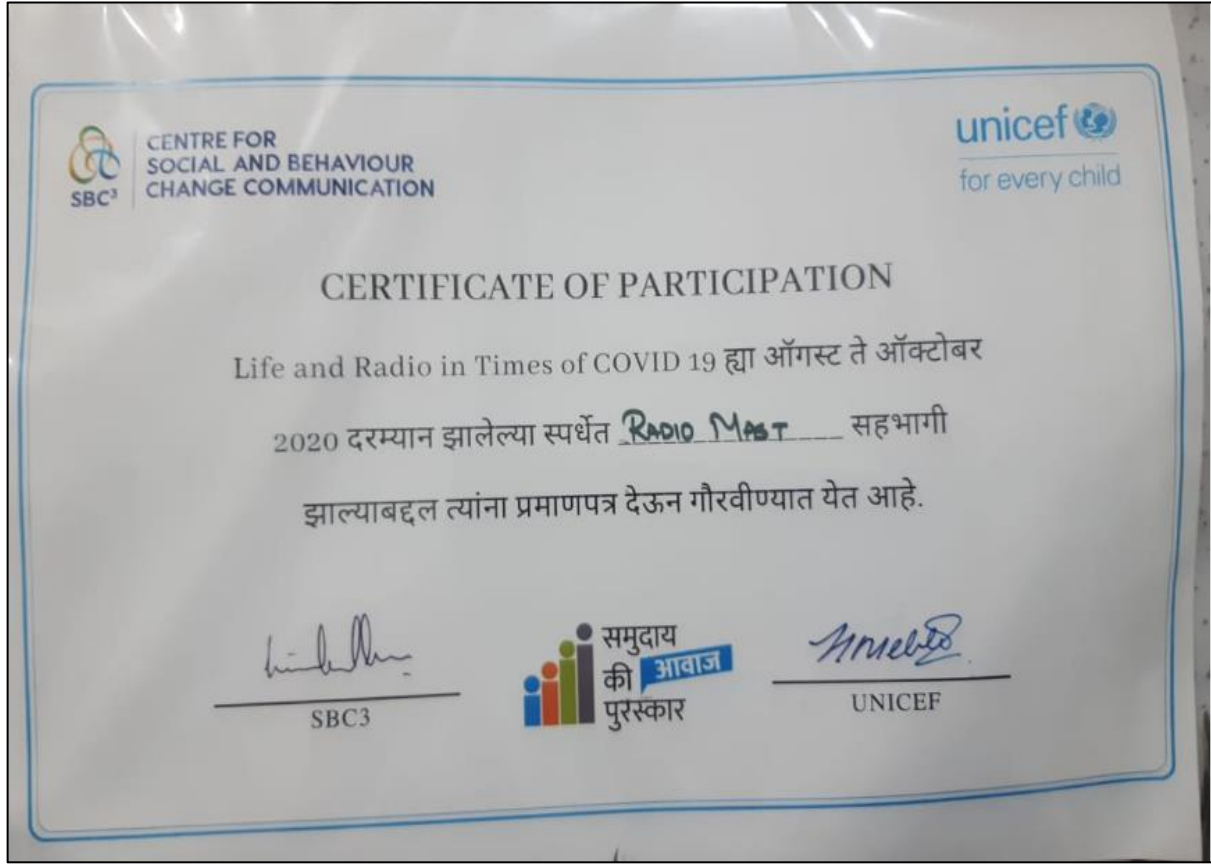 CENTRE FOR
SOCIAL AND BEHAVIOUR
CHANGE COMMUNICATION
SBC³
unicef
for every child
CERTIFICATE OF PARTICIPATION
Life and Radio in Times of COVID 19 ह्या ऑगस्ट ते ऑक्टोबर
2020 दरम्यान झालेल्या स्पर्धेत RADIO MAST सहभागी
झाल्याबद्दल त्यांना प्रमाणपत्र देऊन गौरवीण्यात येत आहे.
समुदाय
की आवाज
पुरस्कार
SBC3
UNICEF